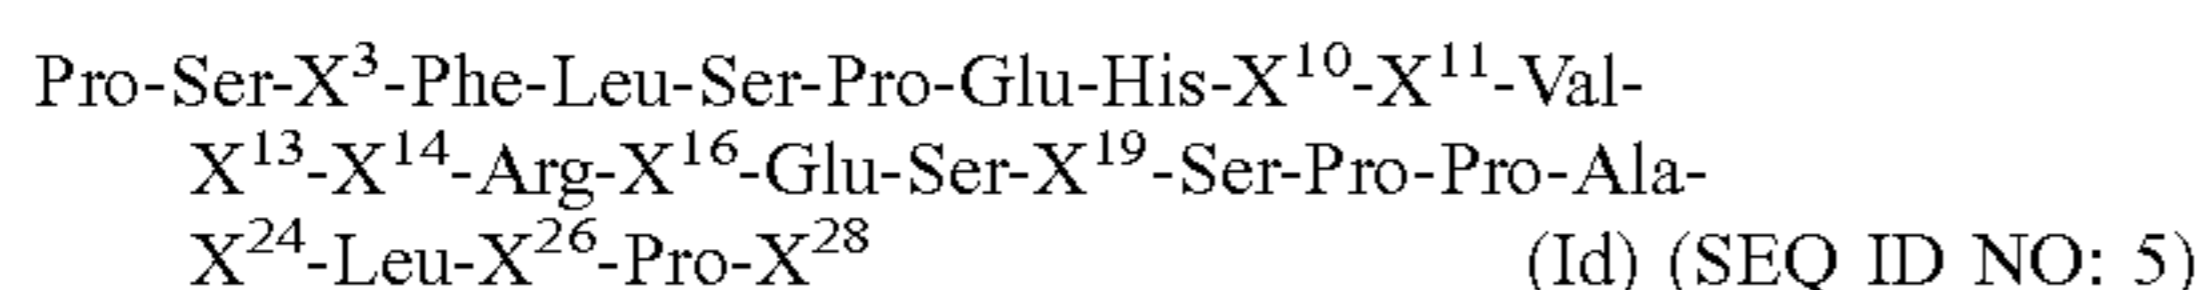 Pro-Ser-X³-Phe-Leu-Ser-Pro-Glu-His-X¹⁰-X¹¹-Val-
X¹³-X¹⁴-Arg-X¹⁶-Glu-Ser-X¹⁹-Ser-Pro-Pro-Ala-
X²⁴-Leu-X²⁶-Pro-X²⁸ (Id) (SEQ ID NO: 5)